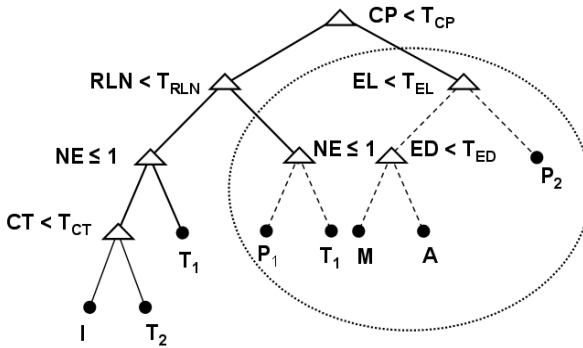 CP < T_CP
RLN < T_RLN
EL < T_EL
NE ≤ 1
NE ≤ 1
ED < T_ED
P_2
CT < T_CT
T_1
P_1
T_1
M
A
I
T_2